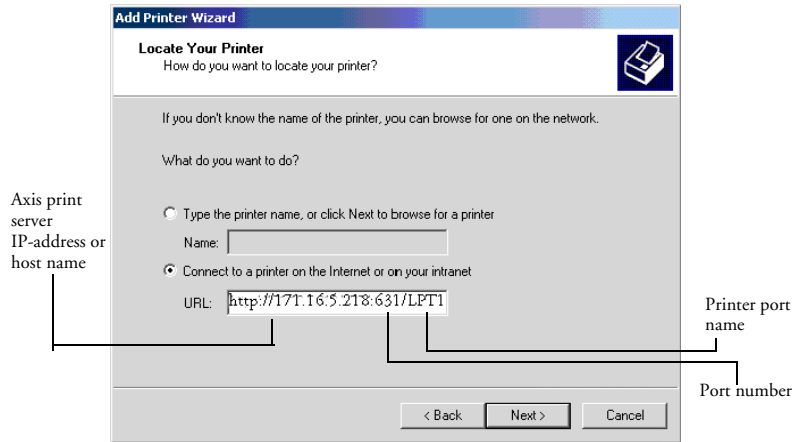 Add Printer Wizard
Locate Your Printer
How do you want to locate your printer?
If you don't know the name of the printer, you can browse for one on the network.
What do you want to do?
Type the printer name, or click Next to browse for a printer
Name:
Connect to a printer on the Internet or on your intranet
URL: http://171.16.5.218:631/LPT1
< Back
Next >
Cancel
Axis print
server
IP-address or
host name
Printer port
name
Port number